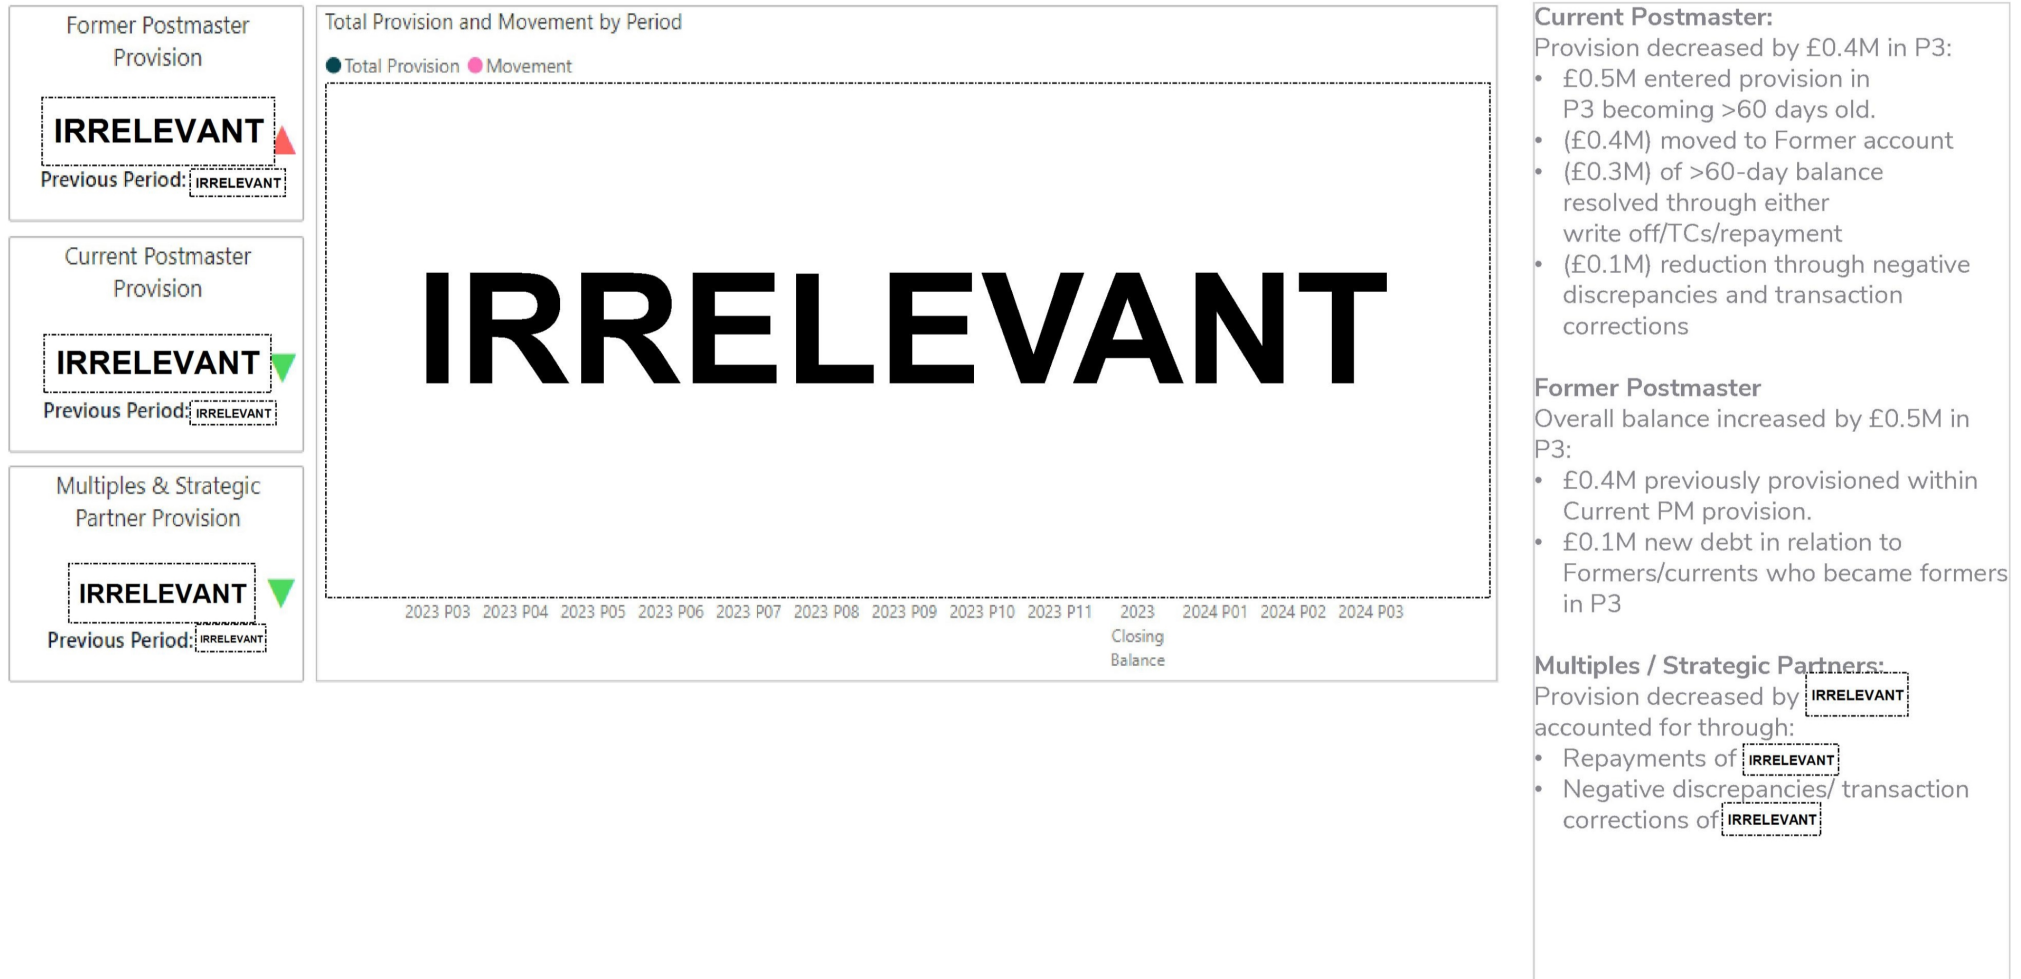 Former Postmaster
Provision
IRRELEVANT
Previous Period: IRRELEVANT
Current Postmaster
Provision
IRRELEVANT
Previous Period: IRRELEVANT
Multiples & Strategic
Partner Provision
IRRELEVANT
Previous Period: IRRELEVANT
Total Provision and Movement by Period
Total Provision Movement
IRRELEVANT
2023 P03 2023 P04 2023 P05 2023 P06 2023 P07 2023 P08 2023 P09 2023 P10 2023 P11 2023 2024 P01 2024 P02 2024 P03
Closing
Balance
Current Postmaster:
Provision decreased by £0.4M in P3:
• £0.5M entered provision in
P3 becoming >60 days old.
• (£0.4M) moved to Former account
• (£0.3M) of >60-day balance
resolved through either
write off/TCs/repayment
• (£0.1M) reduction through negative
discrepancies and transaction
corrections
Former Postmaster
Overall balance increased by £0.5M in
P3:
• £0.4M previously provisioned within
Current PM provision.
• £0.1M new debt in relation to
Formers/currents who became formers
in P3
Multiples / Strategic Partners:
Provision decreased by IRRELEVANT
accounted for through:
• Repayments of IRRELEVANT
• Negative discrepancies/ transaction
corrections of IRRELEVANT